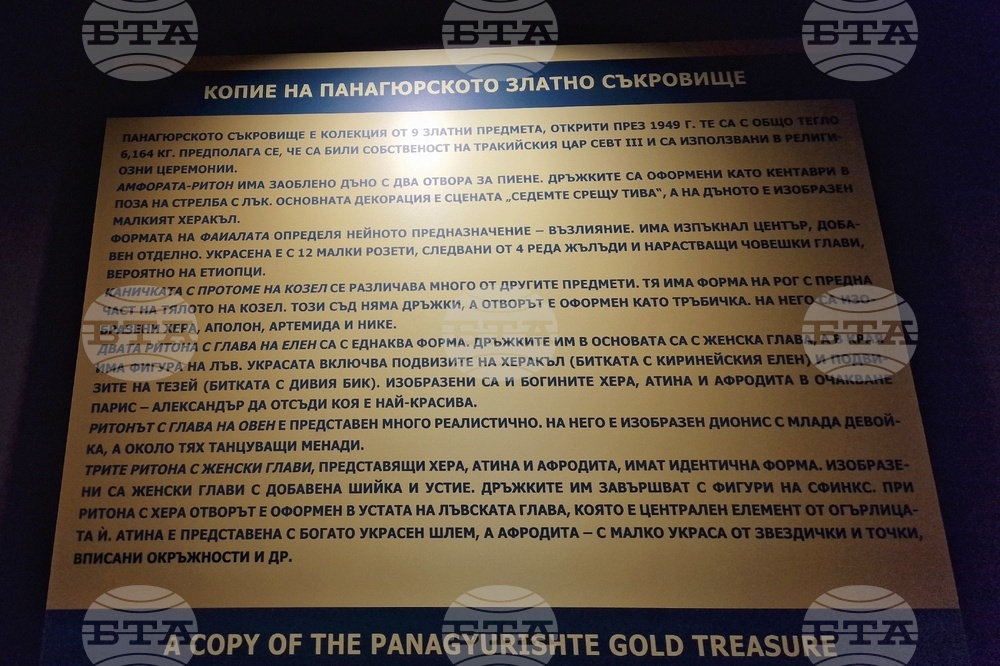 КОПИЕ НА ПАНАГЮРСКОТО ЗЛАТНО СЪКРОВИЩЕ
ПАНАГЮРСКОТО СЪКРОВИЩЕ Е КОЛЕКЦИЯ ОТ 9 ЗЛАТНИ ПРЕДМЕТА, ОТКРИТИ ПРЕЗ 1949 Г. ТЕ СА С ОБЩО ТЕГЛО
6,164 КГ. ПРЕДПОЛАГА СЕ, ЧЕ СА БИЛИ СОБСТВЕНОСТ НА ТРАКИЙСКИЯ ЦАР СЕВТ III И СА ИЗПОЛЗВАНИ В РЕЛИГИ-
ОЗНИ ЦЕРЕМОНИИ.
АМФОРАТА-РИТОН ИМА ЗАОБЛЕНО ДЪНО С ДВА ОТВОРА ЗА ПИЕНЕ. ДРЪЖКИТЕ СА ОФОРМЕНИ КАТО КЕНТАВРИ В
ПОЗА НА СТРЕЛБА С ЛЪК. ОСНОВНАТА ДЕКОРАЦИЯ Е СЦЕНАТА „СЕДЕМТЕ СРЕЩУ ТИВА“, А НА ДЪНОТО Е ИЗОБРАЗЕН
МАЛКИЯТ ХЕРАКЪЛ.
ФОРМАТА НА ФАИАЛАТА ОПРЕДЕЛЯ НЕЙНОТО ПРЕДНАЗНАЧЕНИЕ – ВЪЗЛИЯНИЕ. ИМА ИЗПЪКНАЛ ЦЕНТЪР, ДОБА-
ВЕН ОТДЕЛНО. УКРАСЕНА Е С 12 МАЛКИ РОЗЕТИ, СЛЕДВАНИ ОТ 4 РЕДА ЖЪЛЪДИ И НАРАСТВАЩИ ЧОВЕШКИ ГЛАВИ,
ВЕРОЯТНО НА ЕТИОПЦИ.
КАНИЧКАТА С ПРОТОМЕ НА КОЗЕЛ СЕ РАЗЛИЧАВА МНОГО ОТ ДРУГИТЕ ПРЕДМЕТИ. ТЯ ИМА ФОРМА НА РОГ С ПРЕДНА
ЧАСТ НА ТЯЛОТО НА КОЗЕЛ. ТОЗИ СЪД НЯМА ДРЪЖКИ, А ОТВОРЪТ Е ОФОРМЕН КАТО ТРЪБИЧКА. НА НЕГО СА ИЗО-
БРАЗЕНИ ХЕРА, АПОЛОН, АРТЕМИДА И НИКЕ.
ДВАТА РИТОНА С ГЛАВА НА ЕЛЕН СА С ЕДНАКВА ФОРМА. ДРЪЖКИТЕ ИМ В ОСНОВАТА СА С ЖЕНСКА ГЛАВА, А В КРАЯ
ИМА ФИГУРА НА ЛЪВ. УКРАСАТА ВКЛЮЧВА ПОДВИЗИТЕ НА ХЕРАКЪЛ (БИТКАТА С КИРИНЕЙСКИЯ ЕЛЕН) И ПОДВИ-
ЗИТЕ НА ТЕЗЕЙ (БИТКАТА С ДИВИЯ БИК). ИЗОБРАЗЕНИ СА И БОГИНИТЕ ХЕРА, АТИНА И АФРОДИТА В ОЧАКВАНЕ
ПАРИС – АЛЕКСАНДЪР ДА ОТСЪДИ КОЯ Е НАЙ-КРАСИВА.
РИТОНЪТ С ГЛАВА НА ОВЕН Е ПРЕДСТАВЕН МНОГО РЕАЛИСТИЧНО. НА НЕГО Е ИЗОБРАЗЕН ДИОНИС С МЛАДА ДЕВОЙ-
КА, А ОКОЛО ТЯХ ТАНЦУВАЩИ МЕНАДИ.
ТРИТЕ РИТОНА С ЖЕНСКИ ГЛАВИ, ПРЕДСТАВЯЩИ ХЕРА, АТИНА И АФРОДИТА, ИМАТ ИДЕНТИЧНА ФОРМА. ИЗОБРАЗЕ-
НИ СА ЖЕНСКИ ГЛАВИ С ДОБАВЕНА ШИЙКА И УСТИЕ. ДРЪЖКИТЕ ИМ ЗАВЪРШВАТ С ФИГУРИ НА СФИНКС. ПРИ
РИТОНА С ХЕРА ОТВОРЪТ Е ОФОРМЕН В УСТАТА НА ЛЪВСКАТА ГЛАВА, КОЯТО Е ЦЕНТРАЛЕН ЕЛЕМЕНТ ОТ ОГЪРЛИЦА-
ТА Ѝ. АТИНА Е ПРЕДСТАВЕНА С БОГАТО УКРАСЕН ШЛЕМ, А АФРОДИТА – С МАЛКО УКРАСА ОТ ЗВЕЗДИЧКИ И ТОЧКИ,
ВПИСАНИ ОКРЪЖНОСТИ И ДР.
A COPY OF THE PANAGYURISHTE GOLD TREASURE
БТА БТА БТА
БТА БТА БТА
БТА БТА БТА